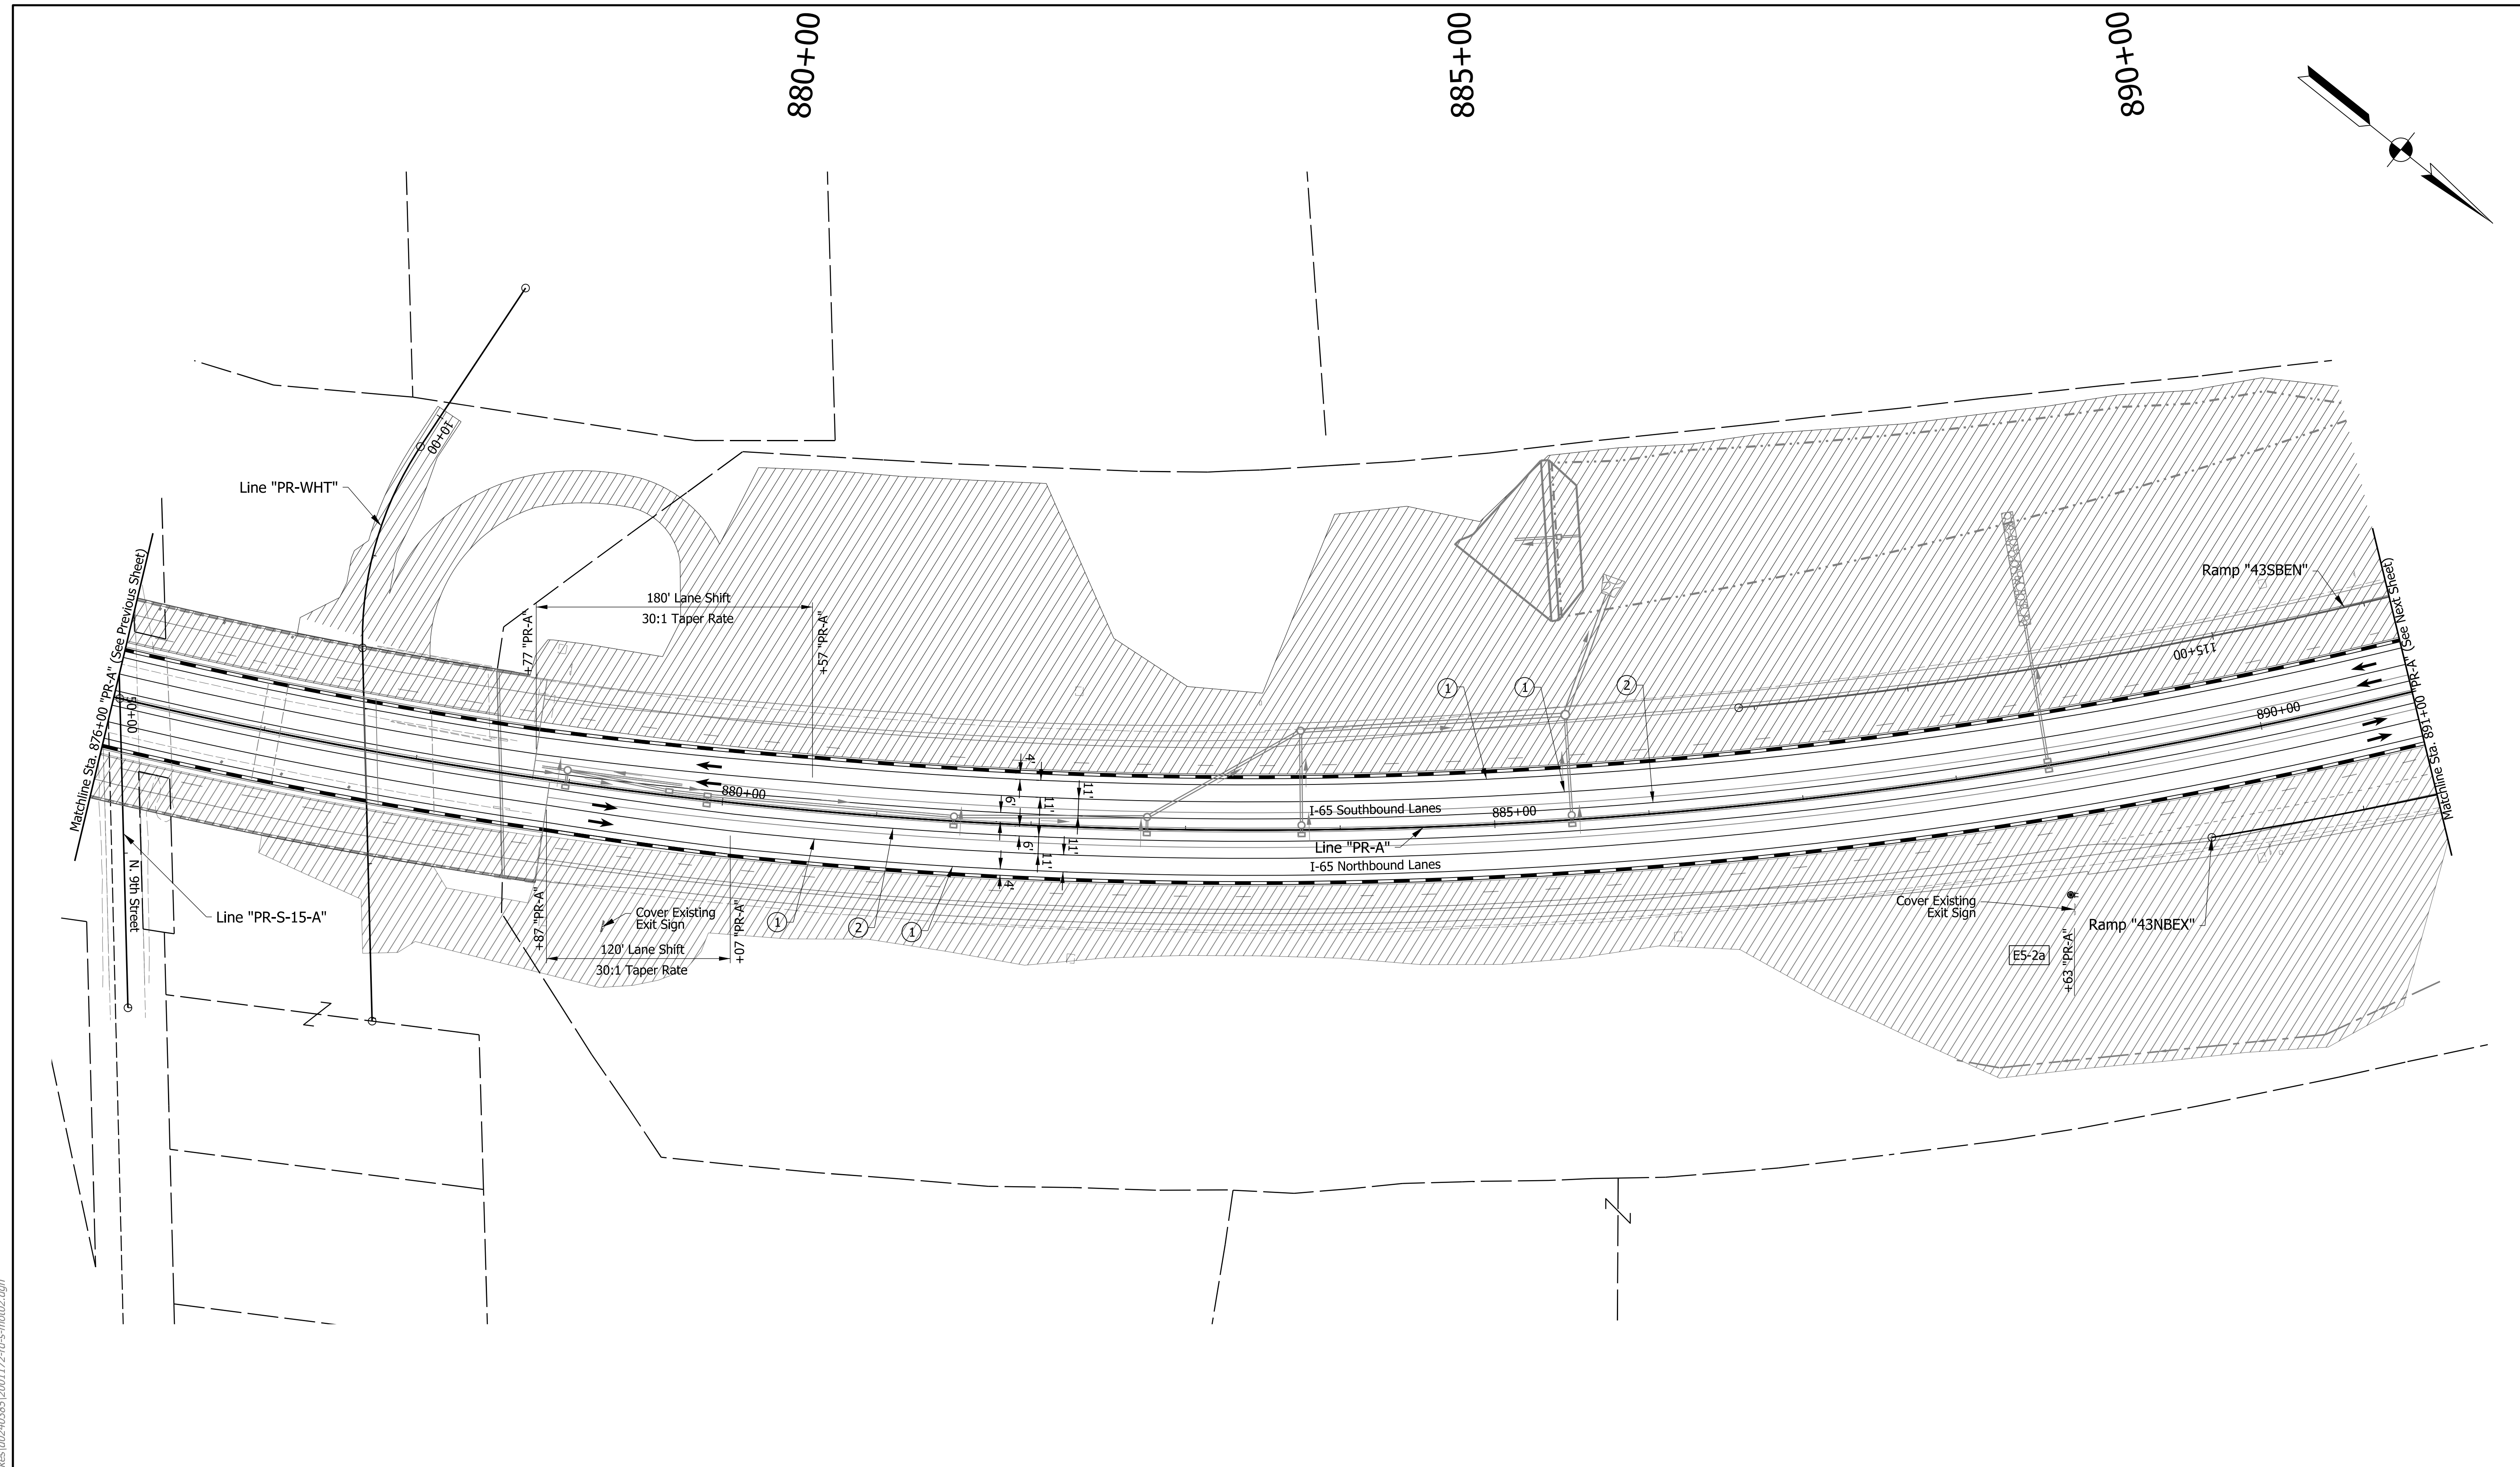 880+00
885+00
890+00
Line "PR-WHT"
10+00
Matchline Sta. 876+00 "PR-A" (See Previous Sheet)
50+00
N. 9th Street
Line "PR-S-15-A"
180' Lane Shift
30:1 Taper Rate
+77 "PR-A"
+57 "PR-A"
880+00
4'
11'
11'
6'
6'
11'
11'
4'
I-65 Southbound Lanes
885+00
Line "PR-A"
I-65 Northbound Lanes
1
1
2
Ramp "43SBEN"
115+00
890+00
Matchline Sta. 891+00 "PR-A" (See Next Sheet)
+87 "PR-A"
Cover Existing
Exit Sign
120' Lane Shift
30:1 Taper Rate
+07 "PR-A"
1
2
1
Cover Existing
Exit Sign
E5-2a
+63 "PR-A"
Ramp "43NBEX"